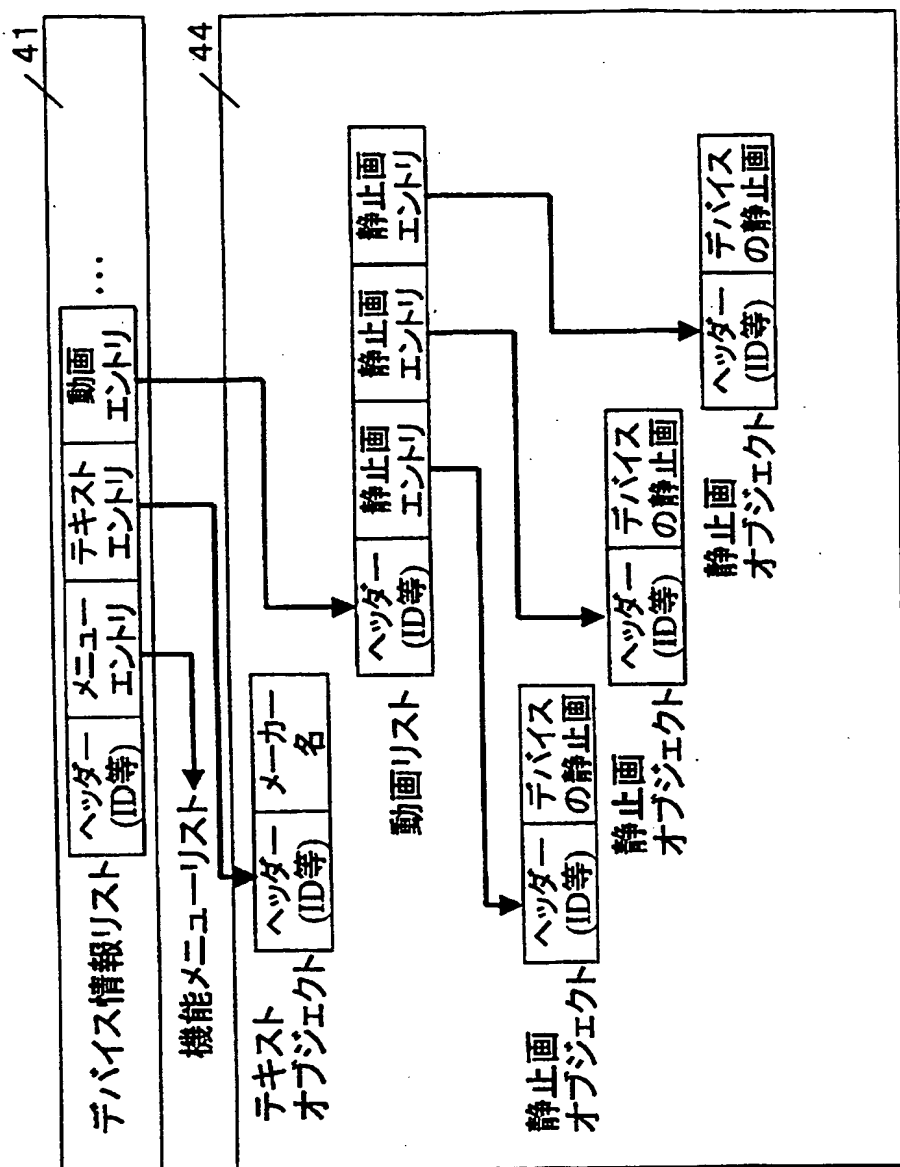 41
デバイス情報リスト
ヘッダー
(ID等)
メニュー
エントリ
テキスト
エントリ
動画
エントリ
…
機能メニューリスト
44
テキスト
オブジェクト
ヘッダー
(ID等)
メーカー
名
動画リスト
ヘッダー
(ID等)
静止画
エントリ
静止画
エントリ
静止画
エントリ
静止画
オブジェクト
ヘッダー
(ID等)
デバイス
の静止画
静止画
オブジェクト
ヘッダー
(ID等)
デバイス
の静止画
静止画
オブジェクト
ヘッダー
(ID等)
デバイス
の静止画